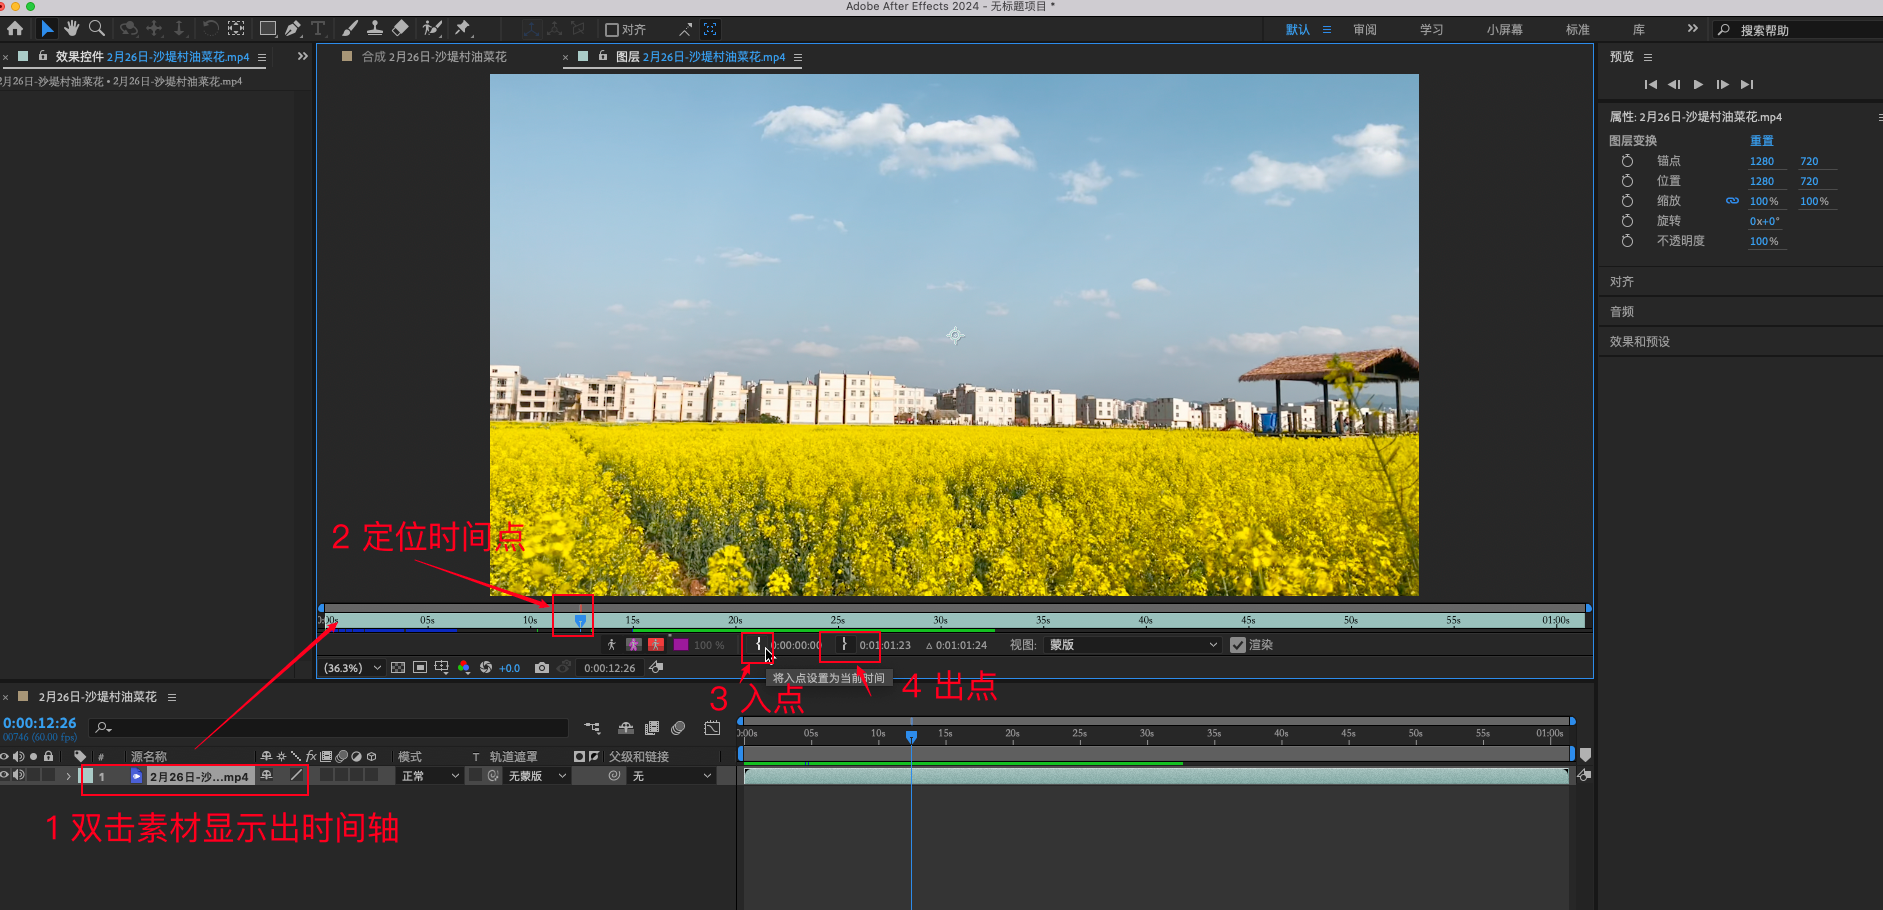 Adobe After Effects 2024 - 无标题项目 *
对齐
默认
审阅
学习
小屏幕
标准
库
搜索帮助
效果控件 2月26日-沙堤村油菜花.mp4
2月26日-沙堤村油菜花 • 2月26日-沙堤村油菜花.mp4
合成 2月26日-沙堤村油菜花
图层 2月26日-沙堤村油菜花.mp4
预览
属性: 2月26日-沙堤村油菜花.mp4
图层变换 重置
锚点 1280 720
位置 1280 720
缩放 100% 100%
旋转 0x+0°
不透明度 100%
对齐
音频
效果和预设
2 定位时间点
0:00s 05s 10s 15s 20s 25s 30s 35s 40s 45s 50s 55s 01:00s
100 % 0:00:00:00 0:01:01:23 Δ 0:01:01:24 视图: 蒙版 渲染
(36.3%) +0.0 0:00:12:26
将入点设置为当前时间
3 入点
4 出点
2月26日-沙堤村油菜花
0:00:12:26
00746 (60.00 fps)
0:00s 05s 10s 15s 20s 25s 30s 35s 40s 45s 50s 55s 01:00s
# 源名称 fx 模式 T 轨道遮罩 父级和链接
1 2月26日-沙...mp4 正常 无蒙版 无
1 双击素材显示出时间轴